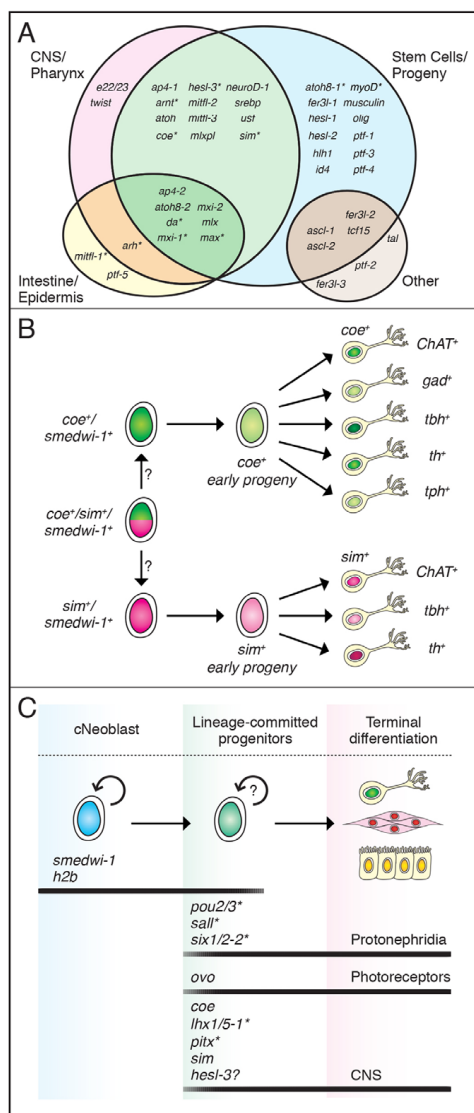 A
CNS/
Pharynx
Stem Cells/
Progeny
e22/23
twist
ap4-1 hesl-3* neuroD-1
arnt* mitfl-2 srebp
atoh mitfl-3 usf
coe* mlxpl sim*
atoh8-1* myoD*
fer3l-1 musculin
hesl-1 olig
hesl-2 ptf-1
hlh1 ptf-3
id4 ptf-4
ap4-2
atoh8-2 mxi-2
da* mlx
mxi-1* max*
mitfl-1* arh*
ptf-5
fer3l-2
ascl-1 tcf15
ascl-2
tal
ptf-2
fer3l-3
Intestine/
Epidermis
Other
B
coe+/
smedwi-1+
?
coe+/sim+/
smedwi-1+
?
sim+/
smedwi-1+
coe+
early progeny
sim+
early progeny
coe+
ChAT+
gad+
tbh+
th+
tph+
sim+
ChAT+
tbh+
th+
C
cNeoblast
Lineage-committed
progenitors
Terminal
differentiation
?
smedwi-1
h2b
pou2/3*
sall*
six1/2-2* Protonephridia
ovo Photoreceptors
coe
lhx1/5-1*
pitx*
sim
hesl-3? CNS